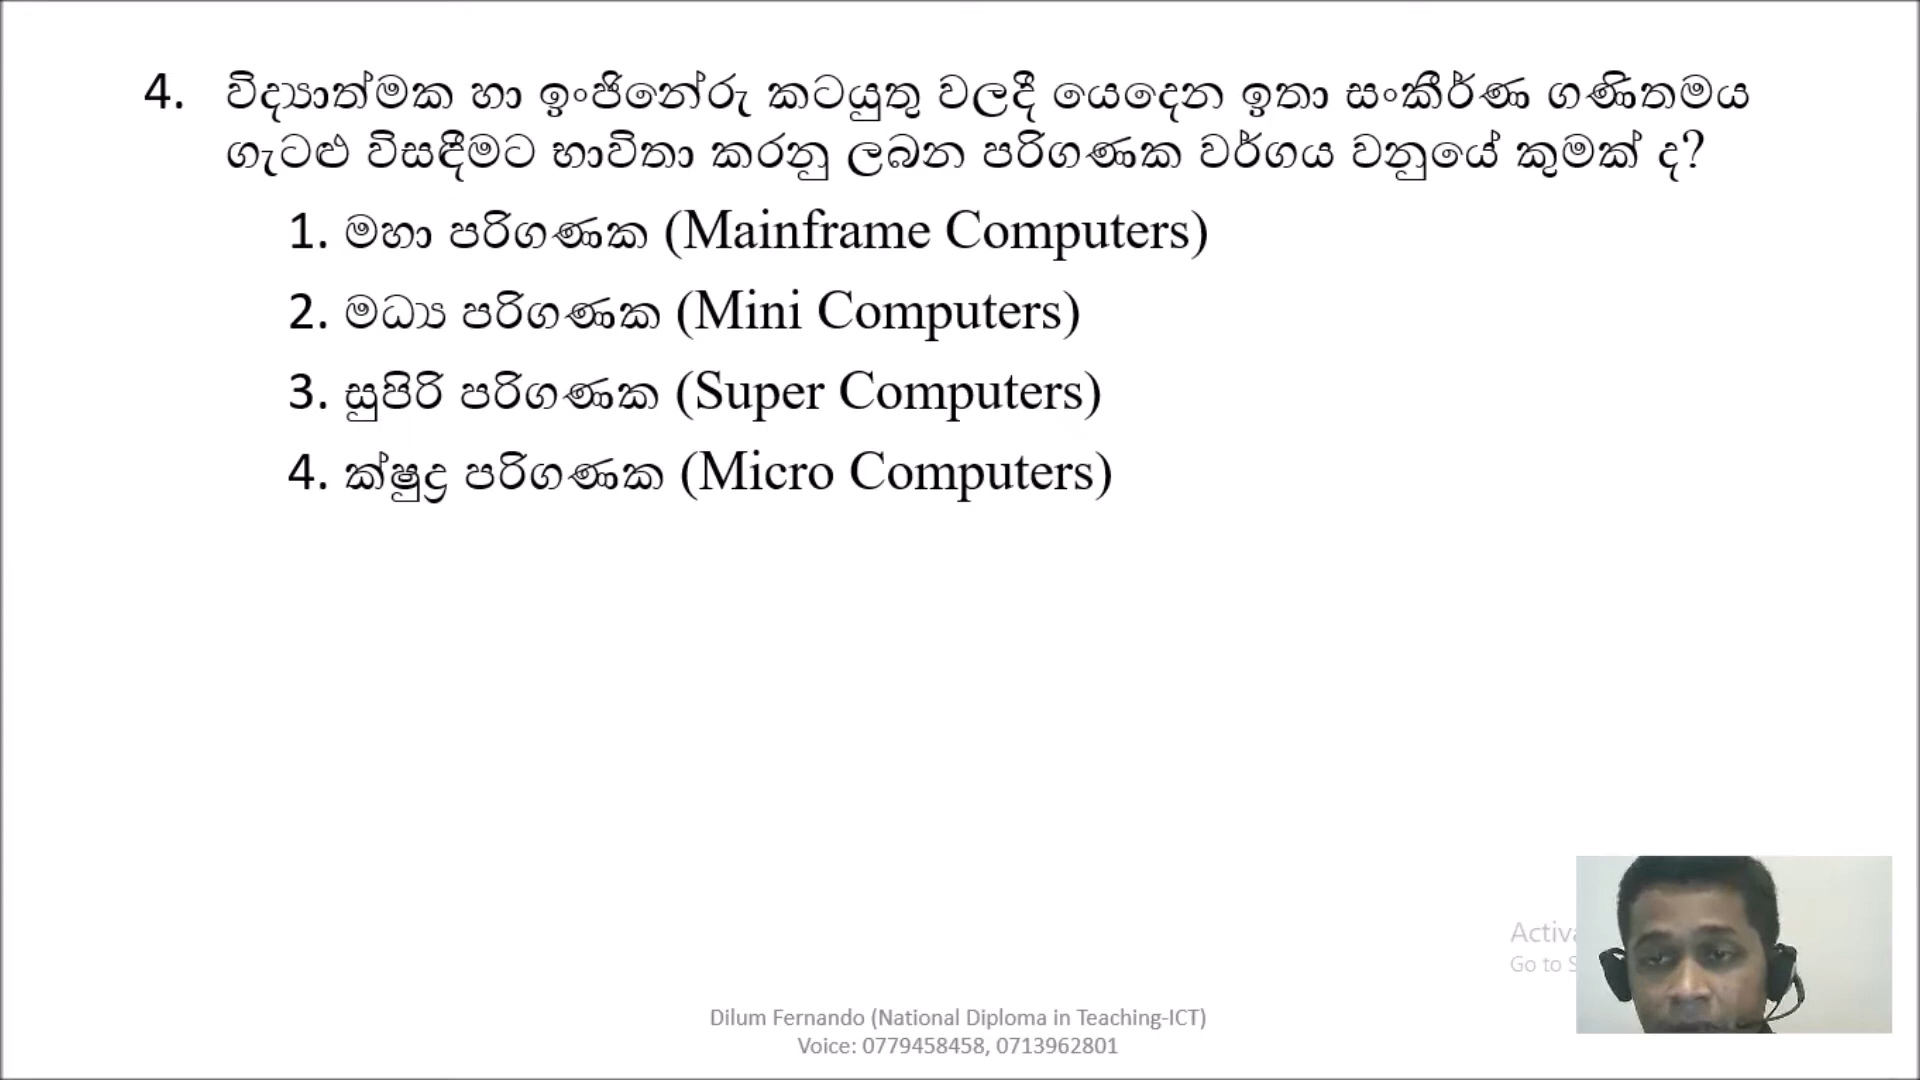 4. විද්‍යාත්මක හා ඉංජිනේරු කටයුතු වලදී යෙදෙන ඉතා සංකීර්ණ ගණිතමය
ගැටළු විසඳීමට භාවිතා කරනු ලබන පරිගණක වර්ගය වනුයේ කුමක් ද?
1. මහා පරිගණක (Mainframe Computers)
2. මධ්‍ය පරිගණක (Mini Computers)
3. සුපිරි පරිගණක (Super Computers)
4. ක්ෂුද්‍ර පරිගණක (Micro Computers)
Go to
Dilum Fernando (National Diploma in Teaching-ICT)
Voice: 0779458458, 0713962801